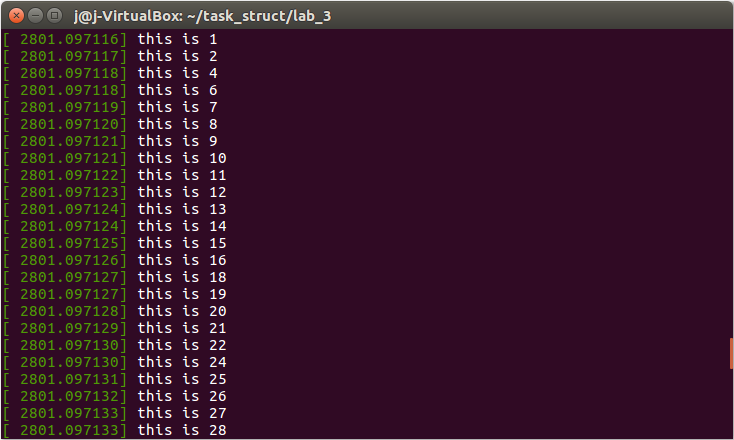 j@j-VirtualBox: ~/task_struct/lab_3
[ 2801.097116] this is 1
[ 2801.097117] this is 2
[ 2801.097118] this is 4
[ 2801.097118] this is 6
[ 2801.097119] this is 7
[ 2801.097120] this is 8
[ 2801.097121] this is 9
[ 2801.097121] this is 10
[ 2801.097122] this is 11
[ 2801.097123] this is 12
[ 2801.097124] this is 13
[ 2801.097124] this is 14
[ 2801.097125] this is 15
[ 2801.097126] this is 16
[ 2801.097127] this is 18
[ 2801.097127] this is 19
[ 2801.097128] this is 20
[ 2801.097129] this is 21
[ 2801.097130] this is 22
[ 2801.097130] this is 24
[ 2801.097131] this is 25
[ 2801.097132] this is 26
[ 2801.097133] this is 27
[ 2801.097133] this is 28